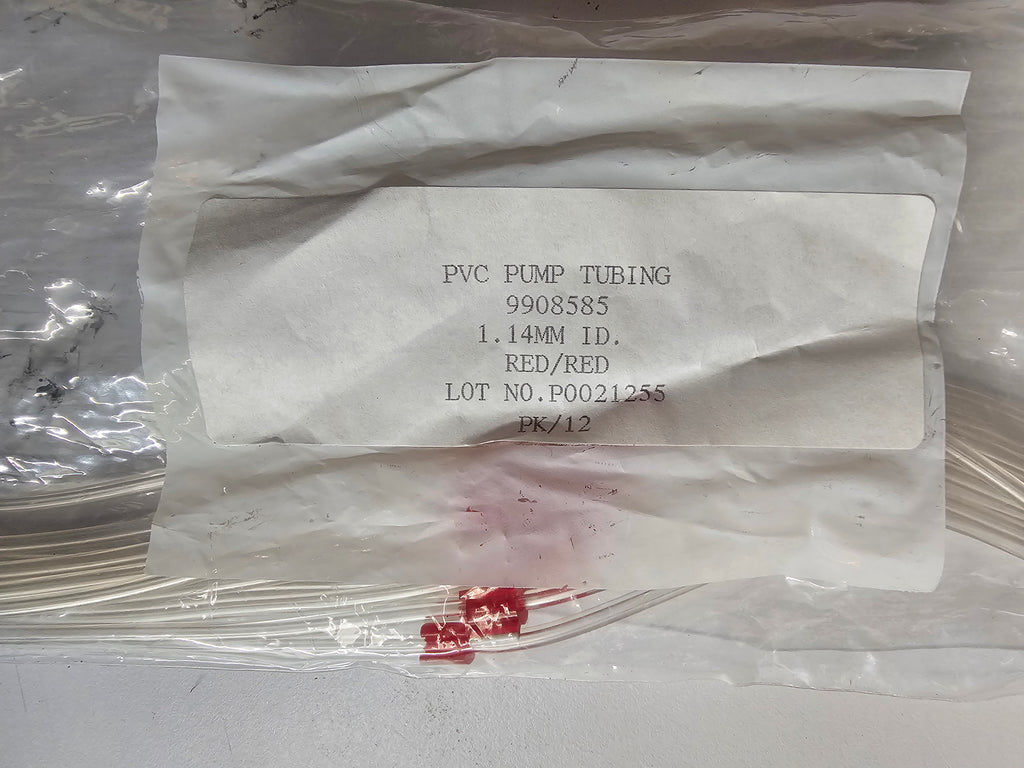 PVC PUMP TUBING
9908585
1.14MM ID.
RED/RED
LOT NO.P0021255
PK/12